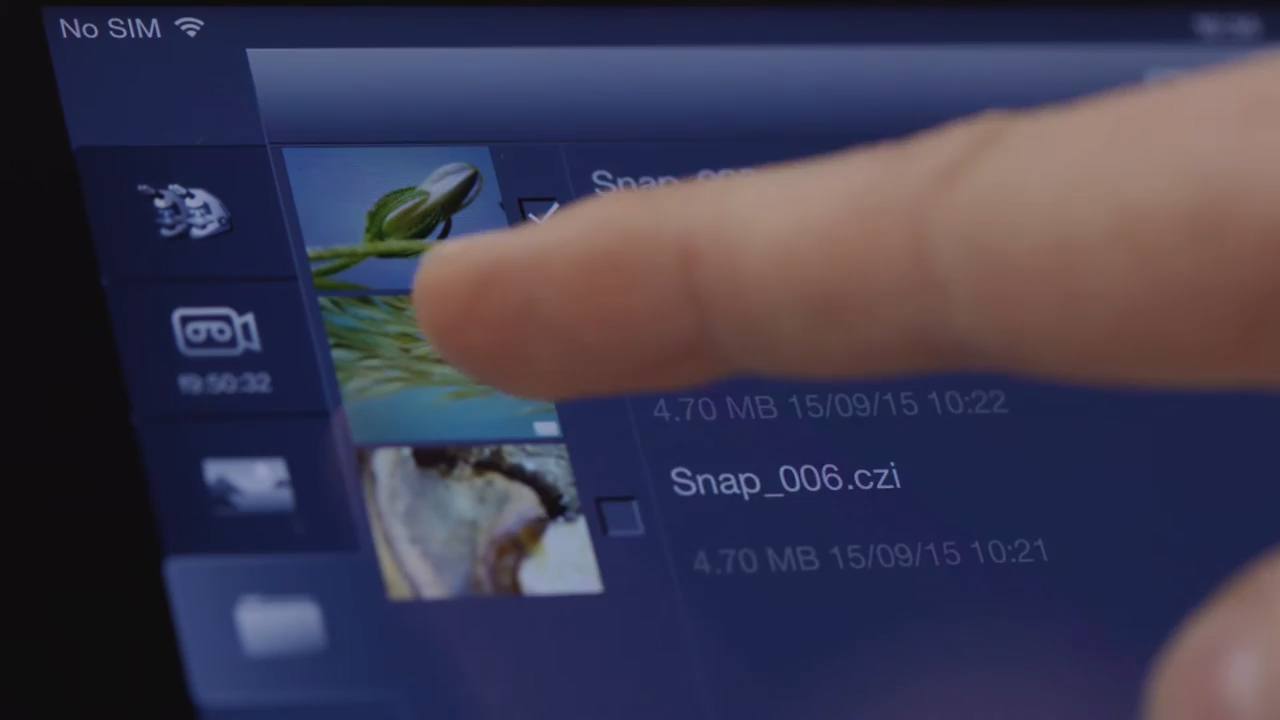 No SIM
Snap_
19:50:32
4.70 MB 15/09/15 10:22
Snap_006.czi
4.70 MB 15/09/15 10:21